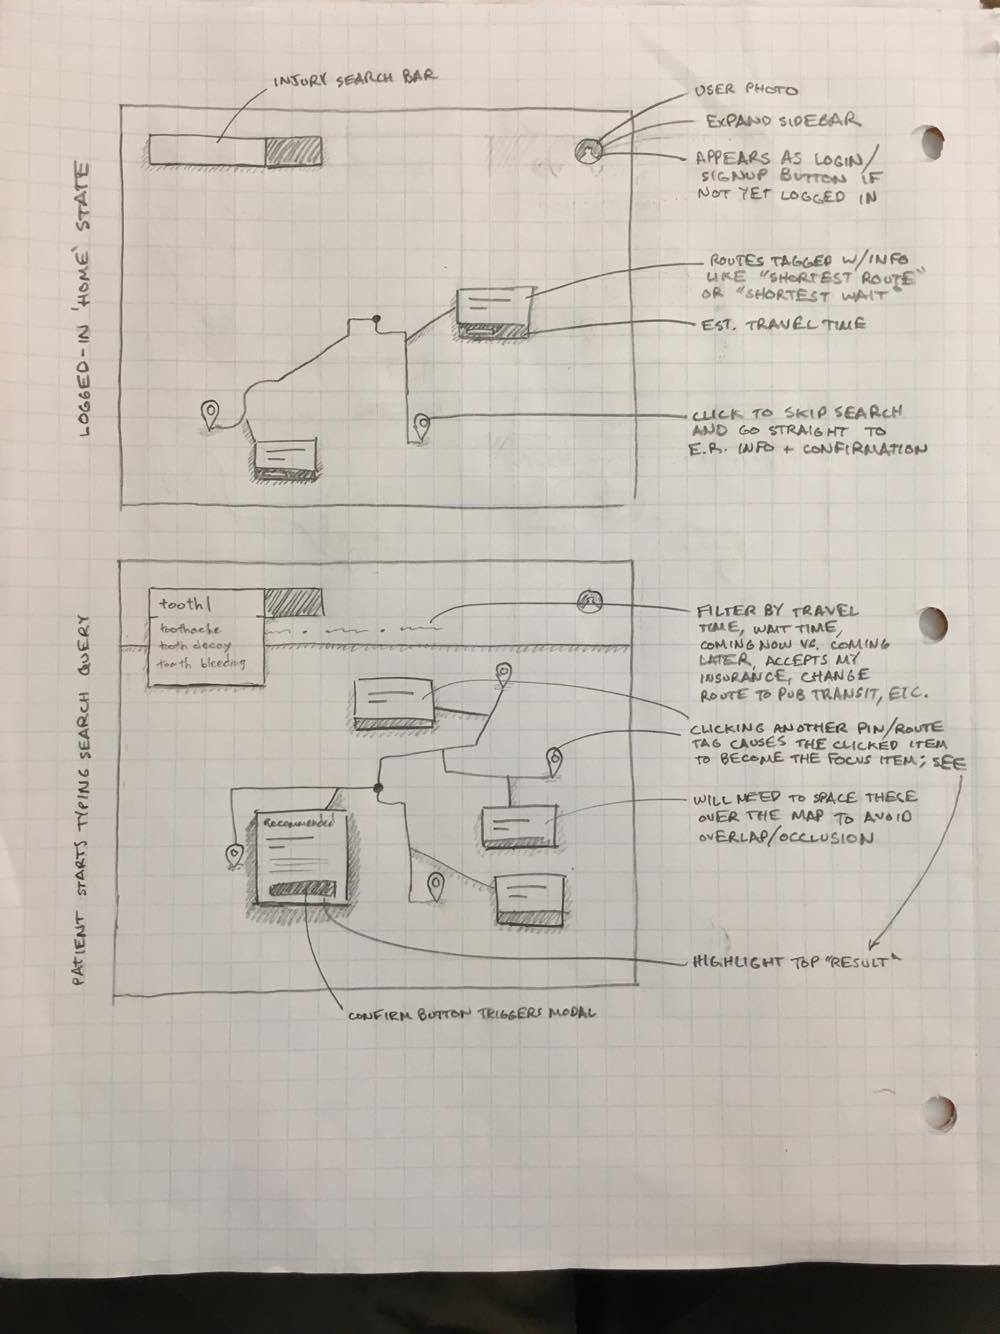 INJURY SEARCH BAR
USER PHOTO
EXPAND SIDEBAR
APPEARS AS LOGIN/
SIGNUP BUTTON IF
NOT YET LOGGED IN
LOGGED-IN 'HOME' STATE
ROUTES TAGGED W/INFO
LIKE "SHORTEST ROUTE"
OR "SHORTEST WAIT"
EST. TRAVEL TIME
CLICK TO SKIP SEARCH
AND GO STRAIGHT TO
E.R. INFO + CONFIRMATION
PATIENT STARTS TYPING SEARCH QUERY
tooth|
toothache
tooth decay
tooth bleeding
FILTER BY TRAVEL
TIME, WAIT TIME,
COMING NOW VS. COMING
LATER, ACCEPTS MY
INSURANCE, CHANGE
ROUTE TO PUB TRANSIT, ETC.
CLICKING ANOTHER PIN/ROUTE
TAG CAUSES THE CLICKED ITEM
TO BECOME THE FOCUS ITEM; SEE
WILL NEED TO SPACE THESE
OVER THE MAP TO AVOID
OVERLAP/OCCLUSION
Recommended
HIGHLIGHT TOP "RESULT"
CONFIRM BUTTON TRIGGERS MODAL